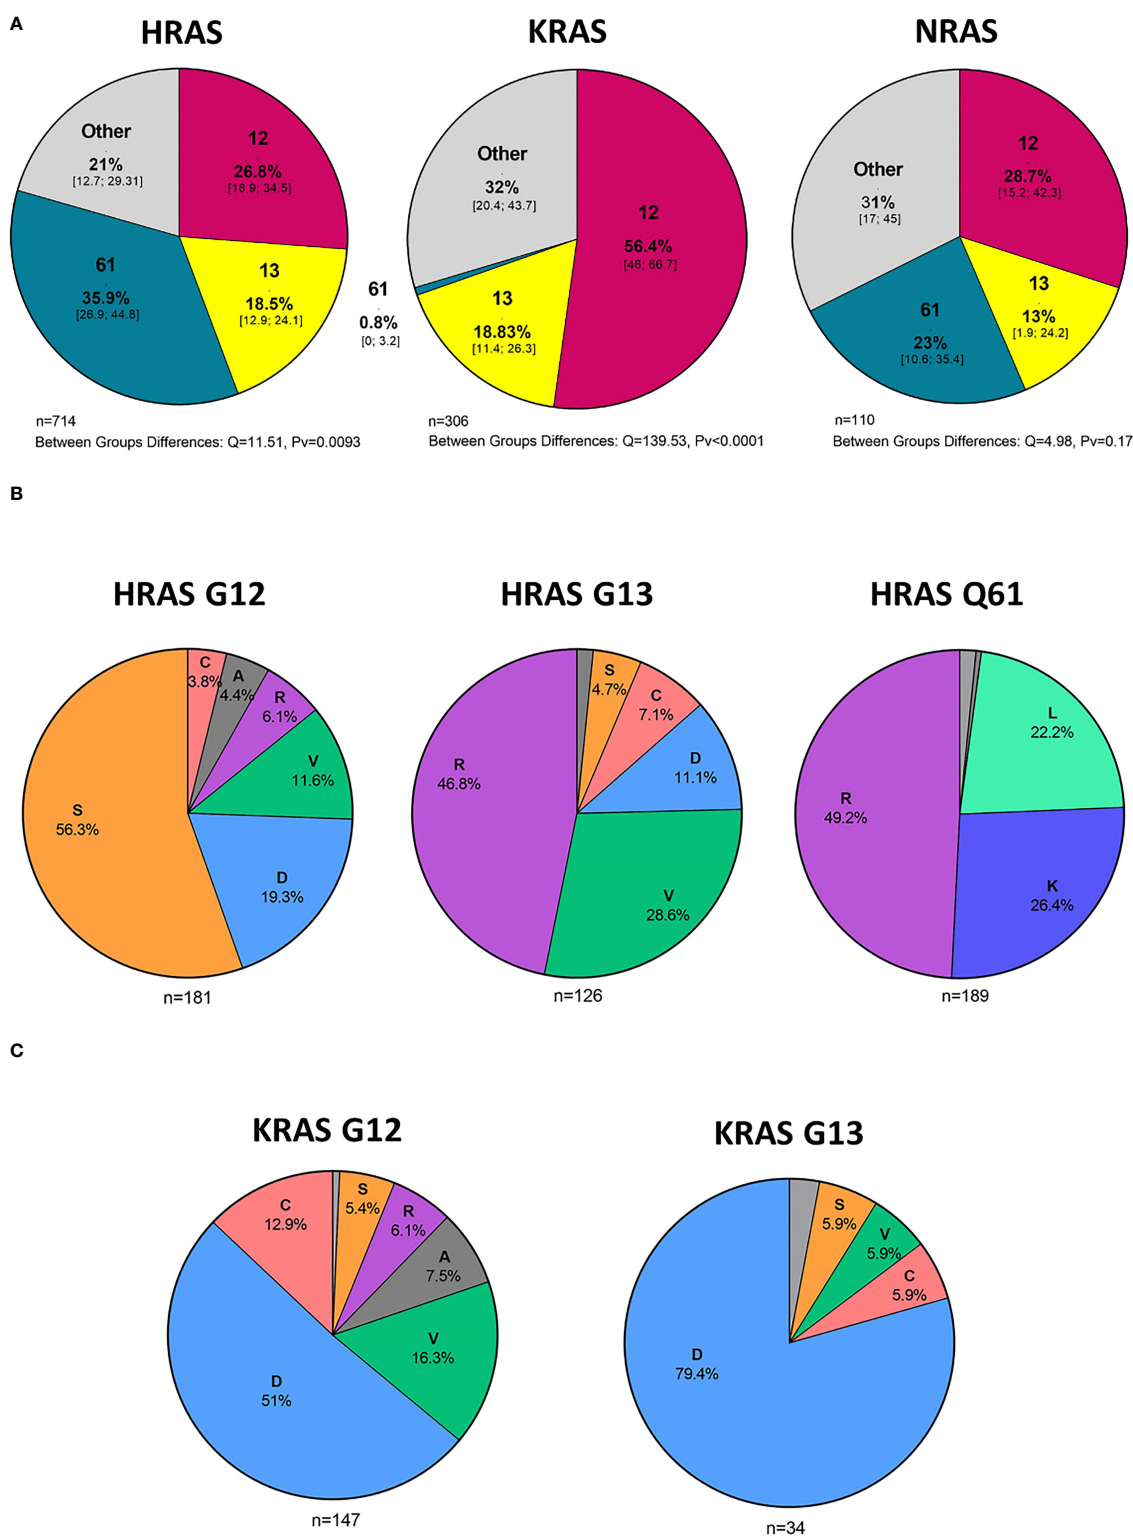 A
HRAS
KRAS
NRAS
Other
21%
[12.7; 29.31]
12
26.8%
[18.9; 34.5]
61
35.9%
[26.9; 44.8]
13
18.5%
[12.9; 24.1]
n=714
Between Groups Differences: Q=11.51, Pv=0.0093
Other
32%
[20.4; 43.7]
12
56.4%
[46; 66.7]
61
0.8%
[0; 3.2]
13
18.83%
[11.4; 26.3]
n=306
Between Groups Differences: Q=139.53, Pv<0.0001
Other
31%
[17; 45]
12
28.7%
[15.2; 42.3]
61
23%
[10.6; 35.4]
13
13%
[1.9; 24.2]
n=110
Between Groups Differences: Q=4.98, Pv=0.17
B
HRAS G12
HRAS G13
HRAS Q61
C
3.8%
A
4.4%
R
6.1%
V
11.6%
D
19.3%
S
56.3%
n=181
S
4.7%
C
7.1%
D
11.1%
V
28.6%
R
46.8%
n=126
L
22.2%
K
26.4%
R
49.2%
n=189
C
KRAS G12
KRAS G13
C
12.9%
S
5.4%
R
6.1%
A
7.5%
V
16.3%
D
51%
n=147
S
5.9%
V
5.9%
C
5.9%
D
79.4%
n=34